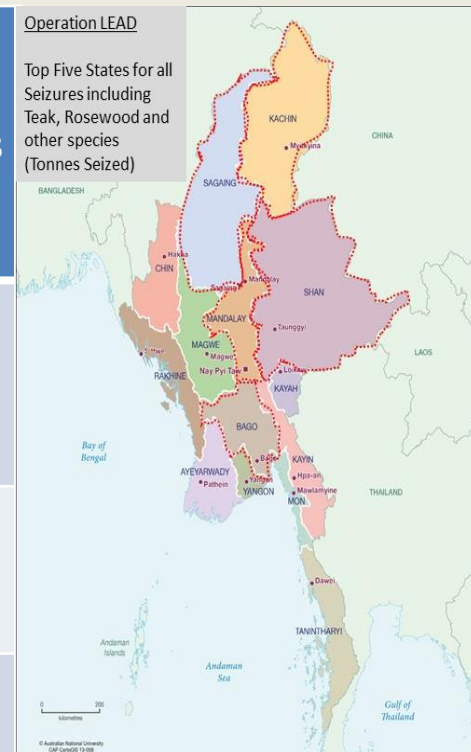 Operation LEAD
Top Five States for all
Seizures including
Teak, Rosewood and
other species
(Tonnes Seized)
KACHIN
CHINA
Myitkyina
SAGAING
BANGLADESH
CHIN
Hakha
Mandalay
Sagaing
SHAN
MANDALAY
Taunggyi
MAGWE
Magwe
Nay Pyi Taw
Loikaw
LAOS
RAKHINE
Sittwe
KAYAH
BAGO
Bay of
Bengal
Bago
KAYIN
AYEYARWADY
Pathein
Yangon
YANGON
Hpa-an
Mawlamyine
MON
THAILAND
Dawei
TANINTHARYI
Andaman
Islands
Andaman
Sea
Gulf of
Thailand
0 200
kilometres
© Australian National University
CAP CartoGIS 13-058